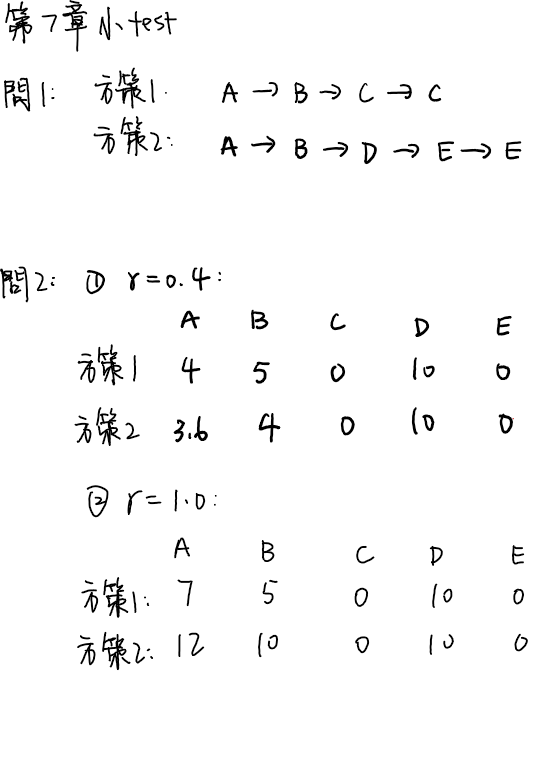 第7章 小test
問1: 方策1. A → B → C → C
方策2: A → B → D → E → E
問2: ① r=0.4:
A B C D E
方策1 4 5 0 10 0
方策2 3.6 4 0 10 0
② r=1.0:
A B C D E
方策1: 7 5 0 10 0
方策2: 12 10 0 10 0